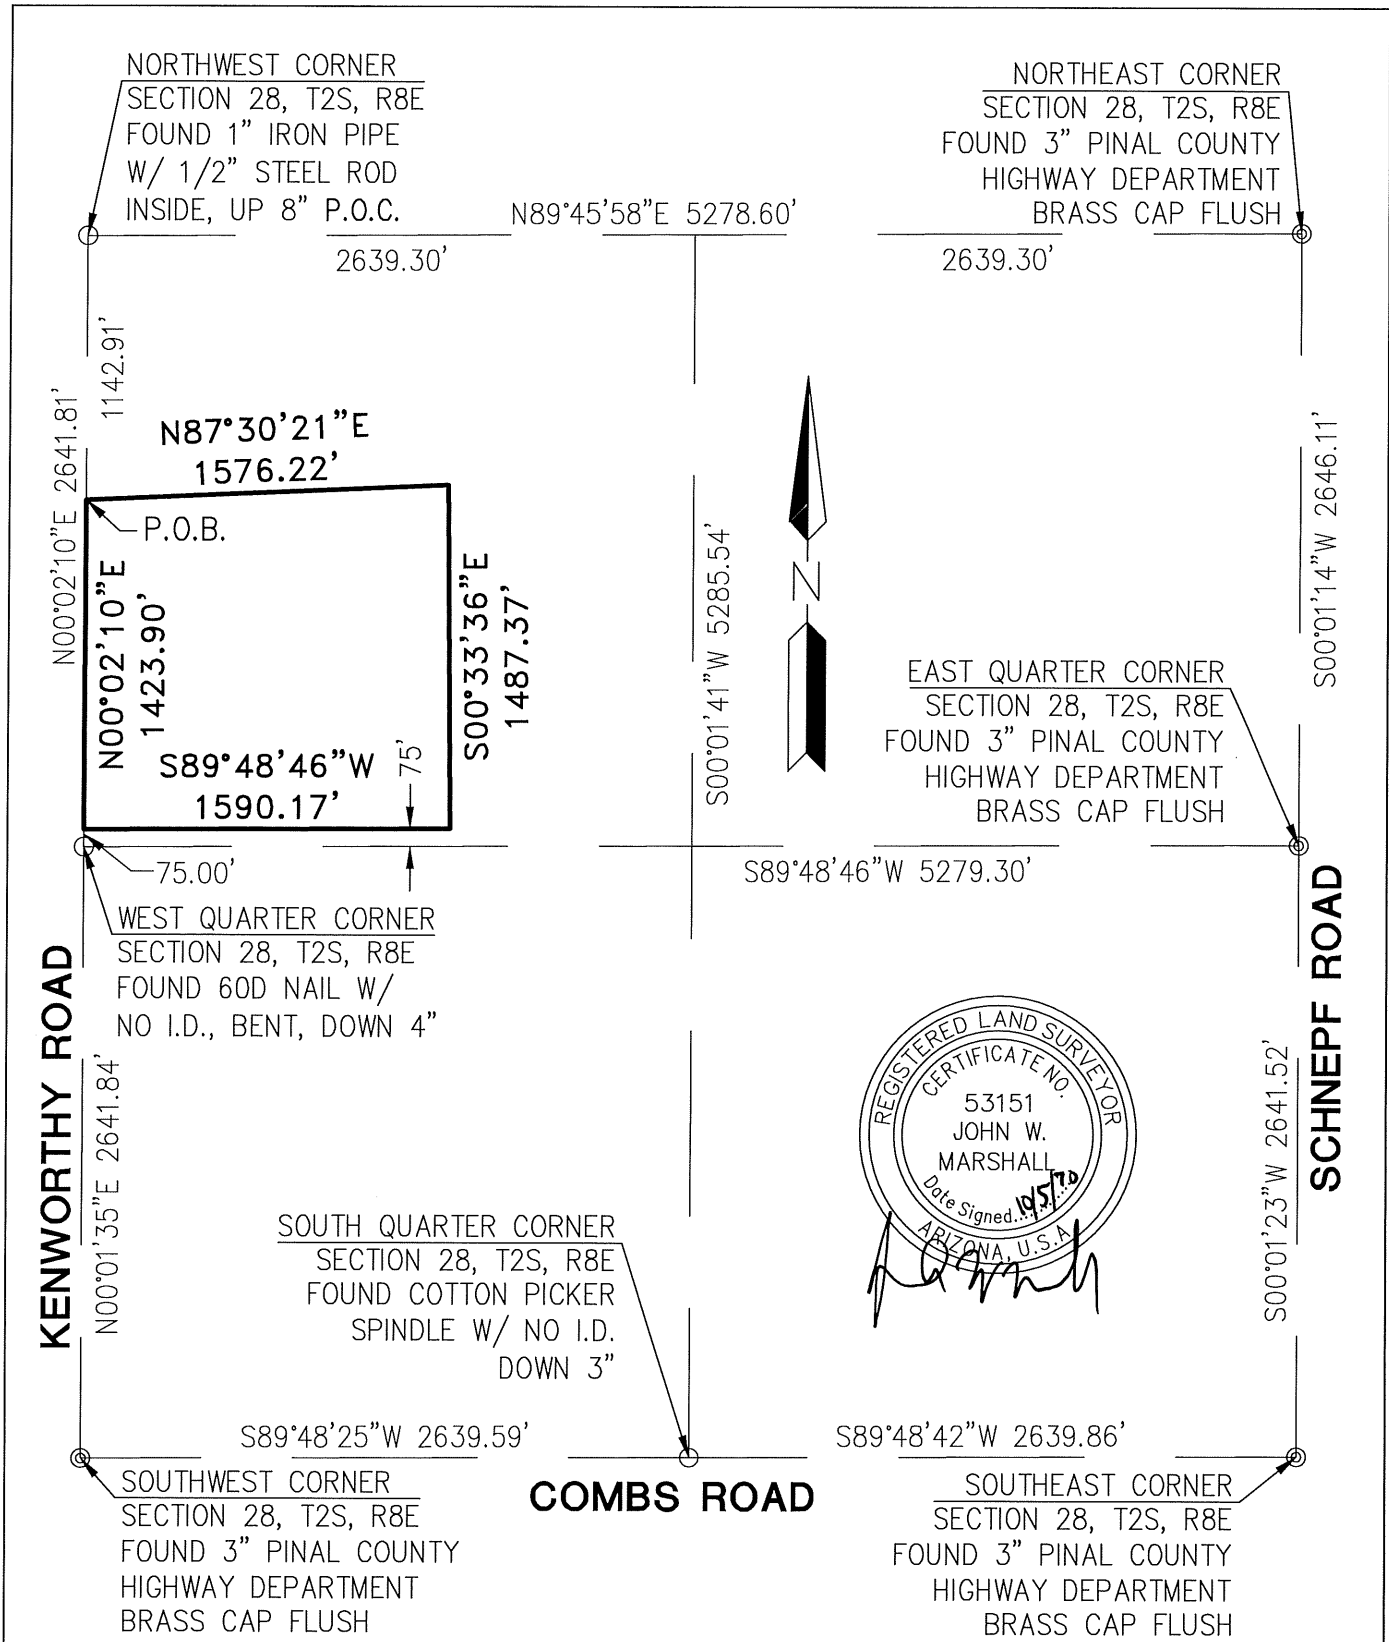 NORTHWEST CORNER
SECTION 28, T2S, R8E
FOUND 1” IRON PIPE
W/ 1/2” STEEL ROD
INSIDE, UP 8” P.O.C.
NORTHEAST CORNER
SECTION 28, T2S, R8E
FOUND 3” PINAL COUNTY
HIGHWAY DEPARTMENT
BRASS CAP FLUSH
N89°45’58”E 5278.60’
2639.30’
2639.30’
1142.91’
N00°02’10”E 2641.81’
N87°30’21”E
1576.22’
P.O.B.
N00°02’10”E
1423.90’
S00°33’36”E
1487.37’
S89°48’46”W
1590.17’
75’
75.00’
S00°01’41”W 5285.54’
N
S00°01’14”W 2646.11’
EAST QUARTER CORNER
SECTION 28, T2S, R8E
FOUND 3” PINAL COUNTY
HIGHWAY DEPARTMENT
BRASS CAP FLUSH
S89°48’46”W 5279.30’
WEST QUARTER CORNER
SECTION 28, T2S, R8E
FOUND 60D NAIL W/
NO I.D., BENT, DOWN 4”
KENWORTHY ROAD
N00°01’35”E 2641.84’
SCHNEPF ROAD
S00°01’23”W 2641.52’
REGISTERED LAND SURVEYOR
CERTIFICATE NO.
53151
JOHN W.
MARSHALL
Date Signed...10/5/20...
ARIZONA, U.S.A.
SOUTH QUARTER CORNER
SECTION 28, T2S, R8E
FOUND COTTON PICKER
SPINDLE W/ NO I.D.
DOWN 3”
S89°48’25”W 2639.59’
S89°48’42”W 2639.86’
COMBS ROAD
SOUTHWEST CORNER
SECTION 28, T2S, R8E
FOUND 3” PINAL COUNTY
HIGHWAY DEPARTMENT
BRASS CAP FLUSH
SOUTHEAST CORNER
SECTION 28, T2S, R8E
FOUND 3” PINAL COUNTY
HIGHWAY DEPARTMENT
BRASS CAP FLUSH